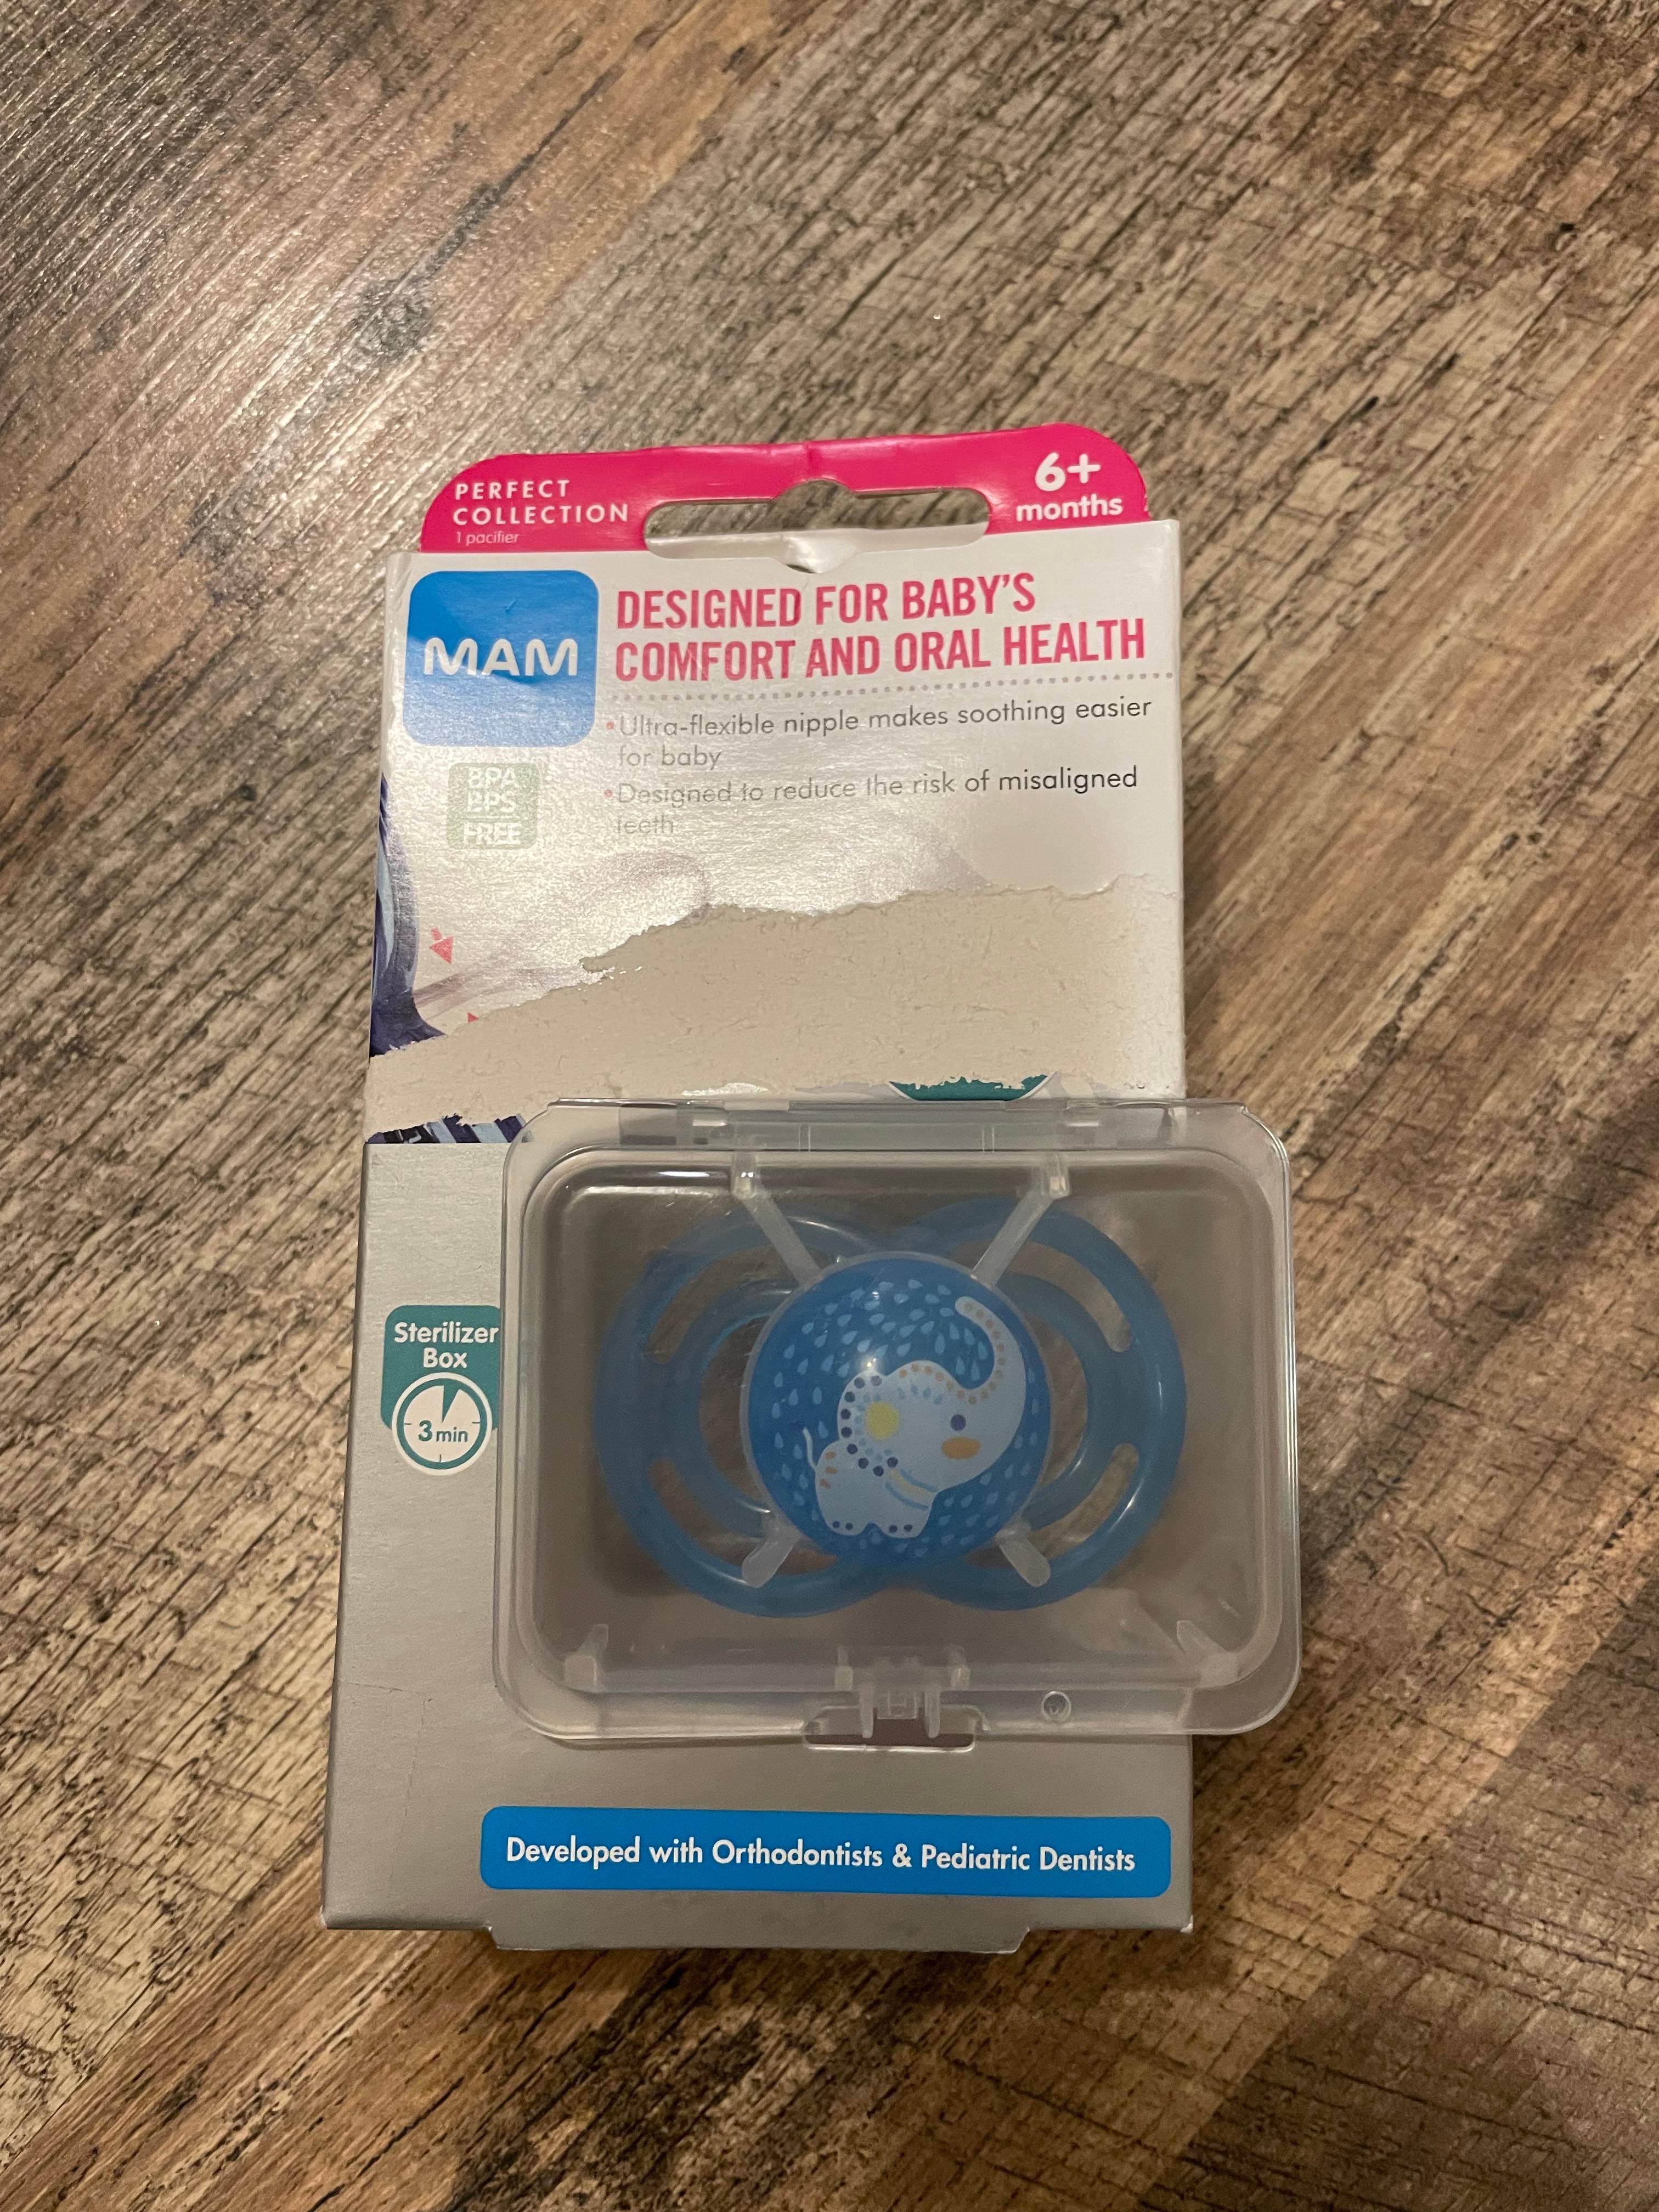 PERFECT
COLLECTION
1 pacifier
6+
months
MAM
DESIGNED FOR BABY'S
COMFORT AND ORAL HEALTH
•Ultra-flexible nipple makes soothing easier
for baby
•Designed to reduce the risk of misaligned
teeth
BPA
BPS
FREE
Sterilizer
Box
3 min
Developed with Orthodontists & Pediatric Dentists